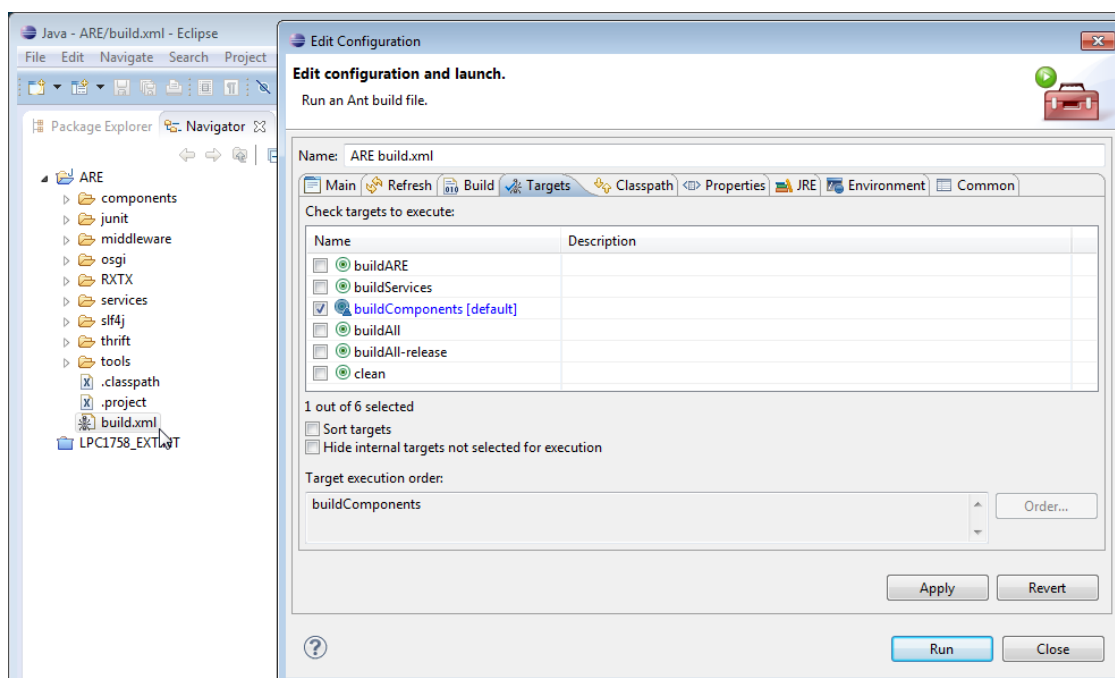 Java - ARE/build.xml - Eclipse
File Edit Navigate Search Project
Package Explorer Navigator
ARE
components
junit
middleware
osgi
RXTX
services
slf4j
thrift
tools
.classpath
.project
build.xml
Edit Configuration
Edit configuration and launch.
Run an Ant build file.
Name: ARE build.xml
Main Refresh Build Targets Classpath Properties JRE Environment Common
Check targets to execute:
Name Description
buildARE
buildServices
buildComponents [default]
buildAll
buildAll-release
clean
1 out of 6 selected
Sort targets
Hide internal targets not selected for execution
Target execution order:
buildComponents
Order...
Apply Revert
Run Close